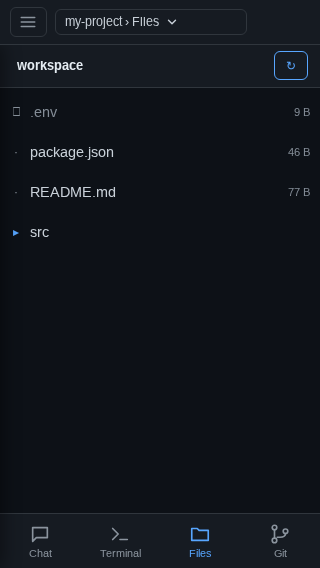 my-project › Files
workspace
↻
.env 9 B
package.json 46 B
README.md 77 B
src
Chat Terminal Files Git